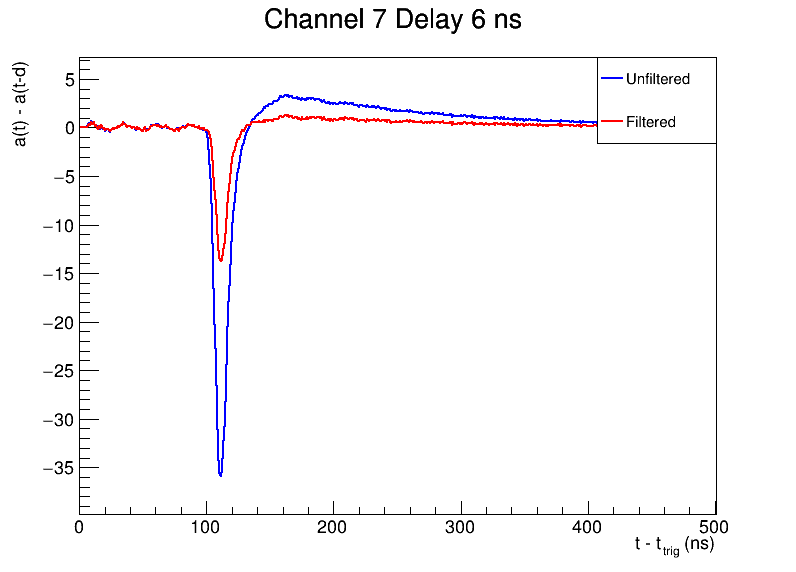 Channel 7 Delay 6 ns
a(t) - a(t-d)
Unfiltered
Filtered
5
0
−5
−10
−15
−20
−25
−30
−35
0 100 200 300 400 500
t - t_trig (ns)